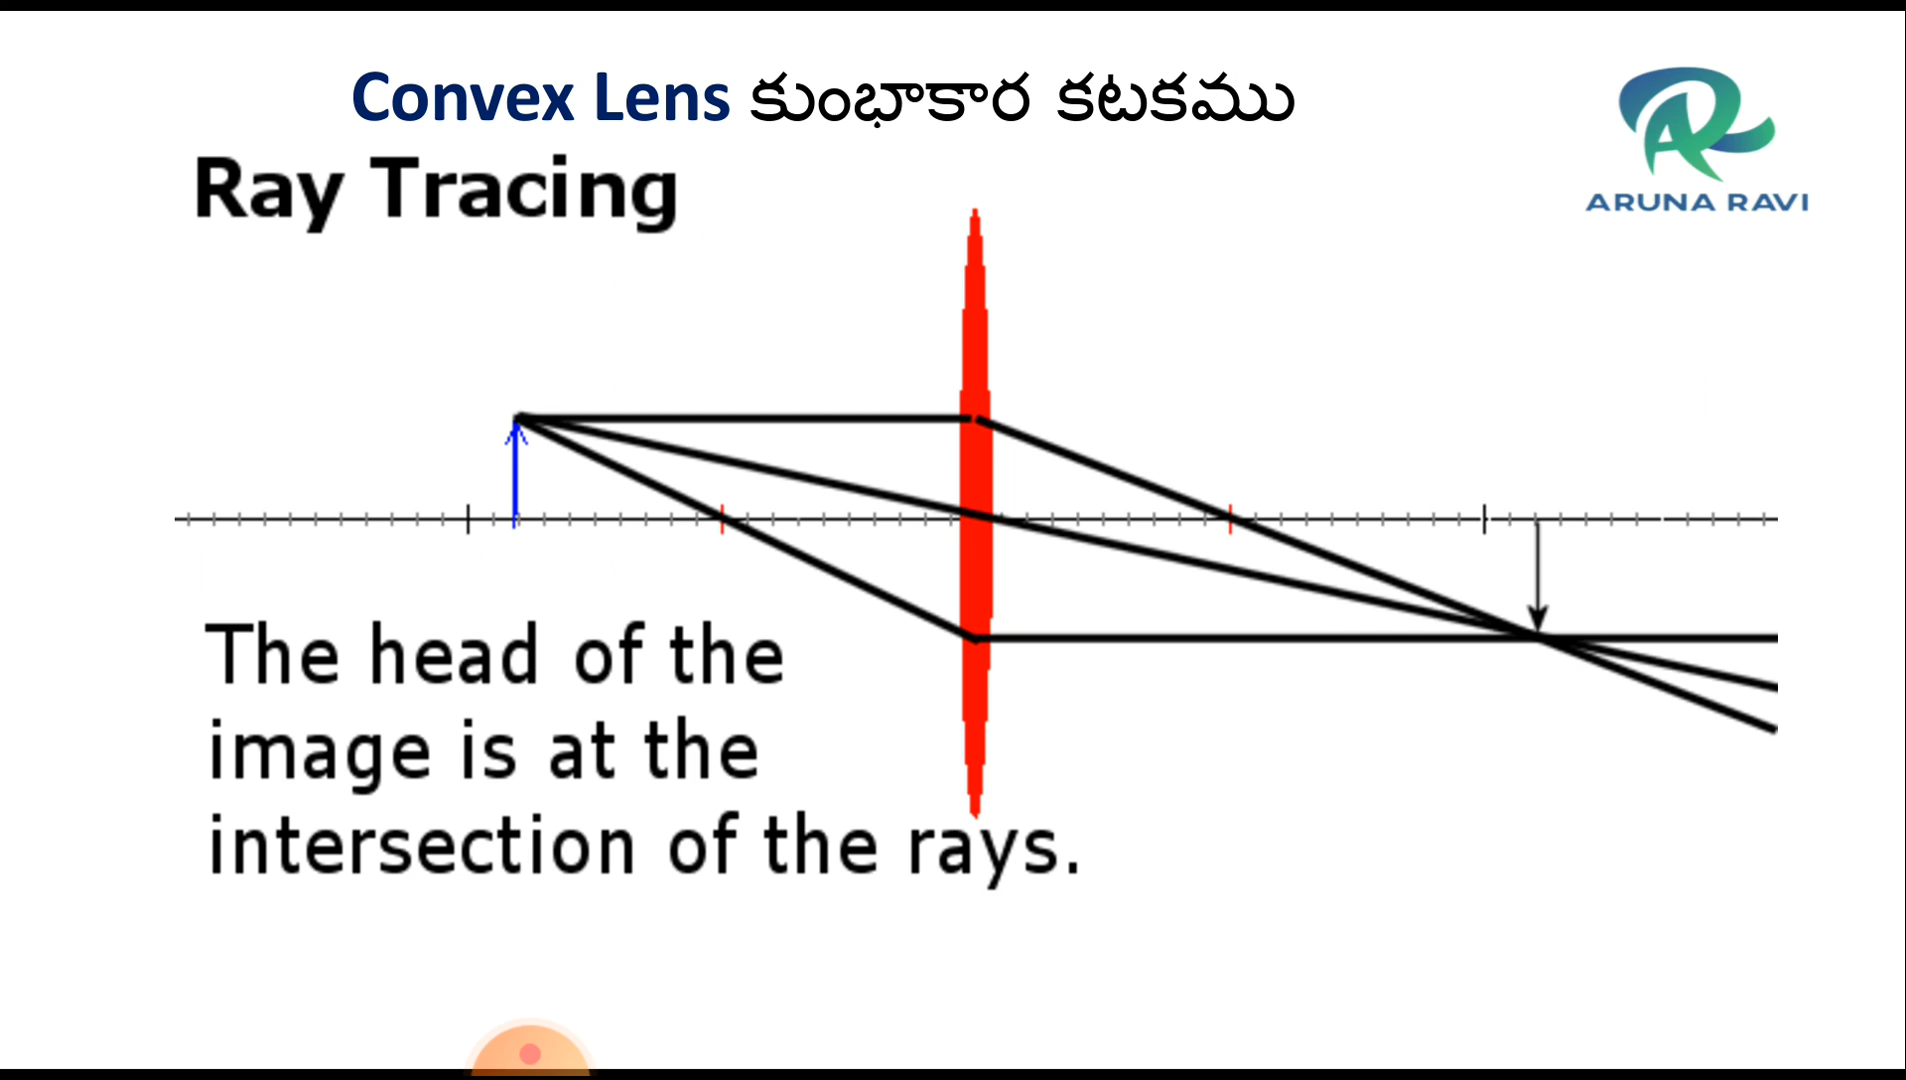 Convex Lens కుంభాకార కటకము
Ray Tracing
ARUNA RAVI
The head of the
image is at the
intersection of the rays.